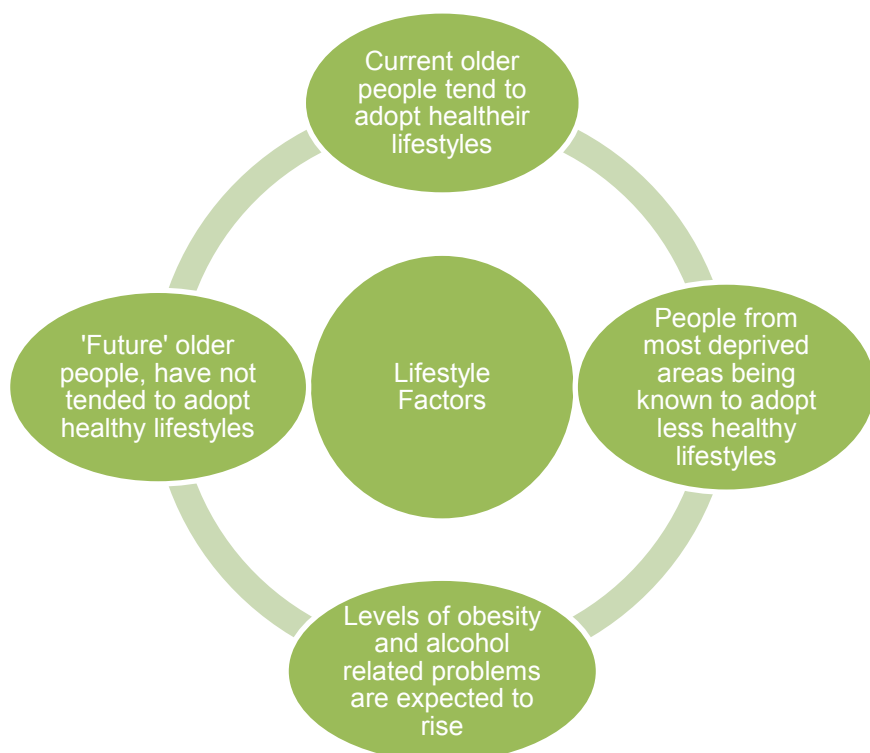 Current older
people tend to
adopt healtheir
lifestyles
'Future' older
people, have not
tended to adopt
healthy lifestyles
Lifestyle
Factors
People from
most deprived
areas being
known to adopt
less healthy
lifestyles
Levels of obesity
and alcohol
related problems
are expected to
rise